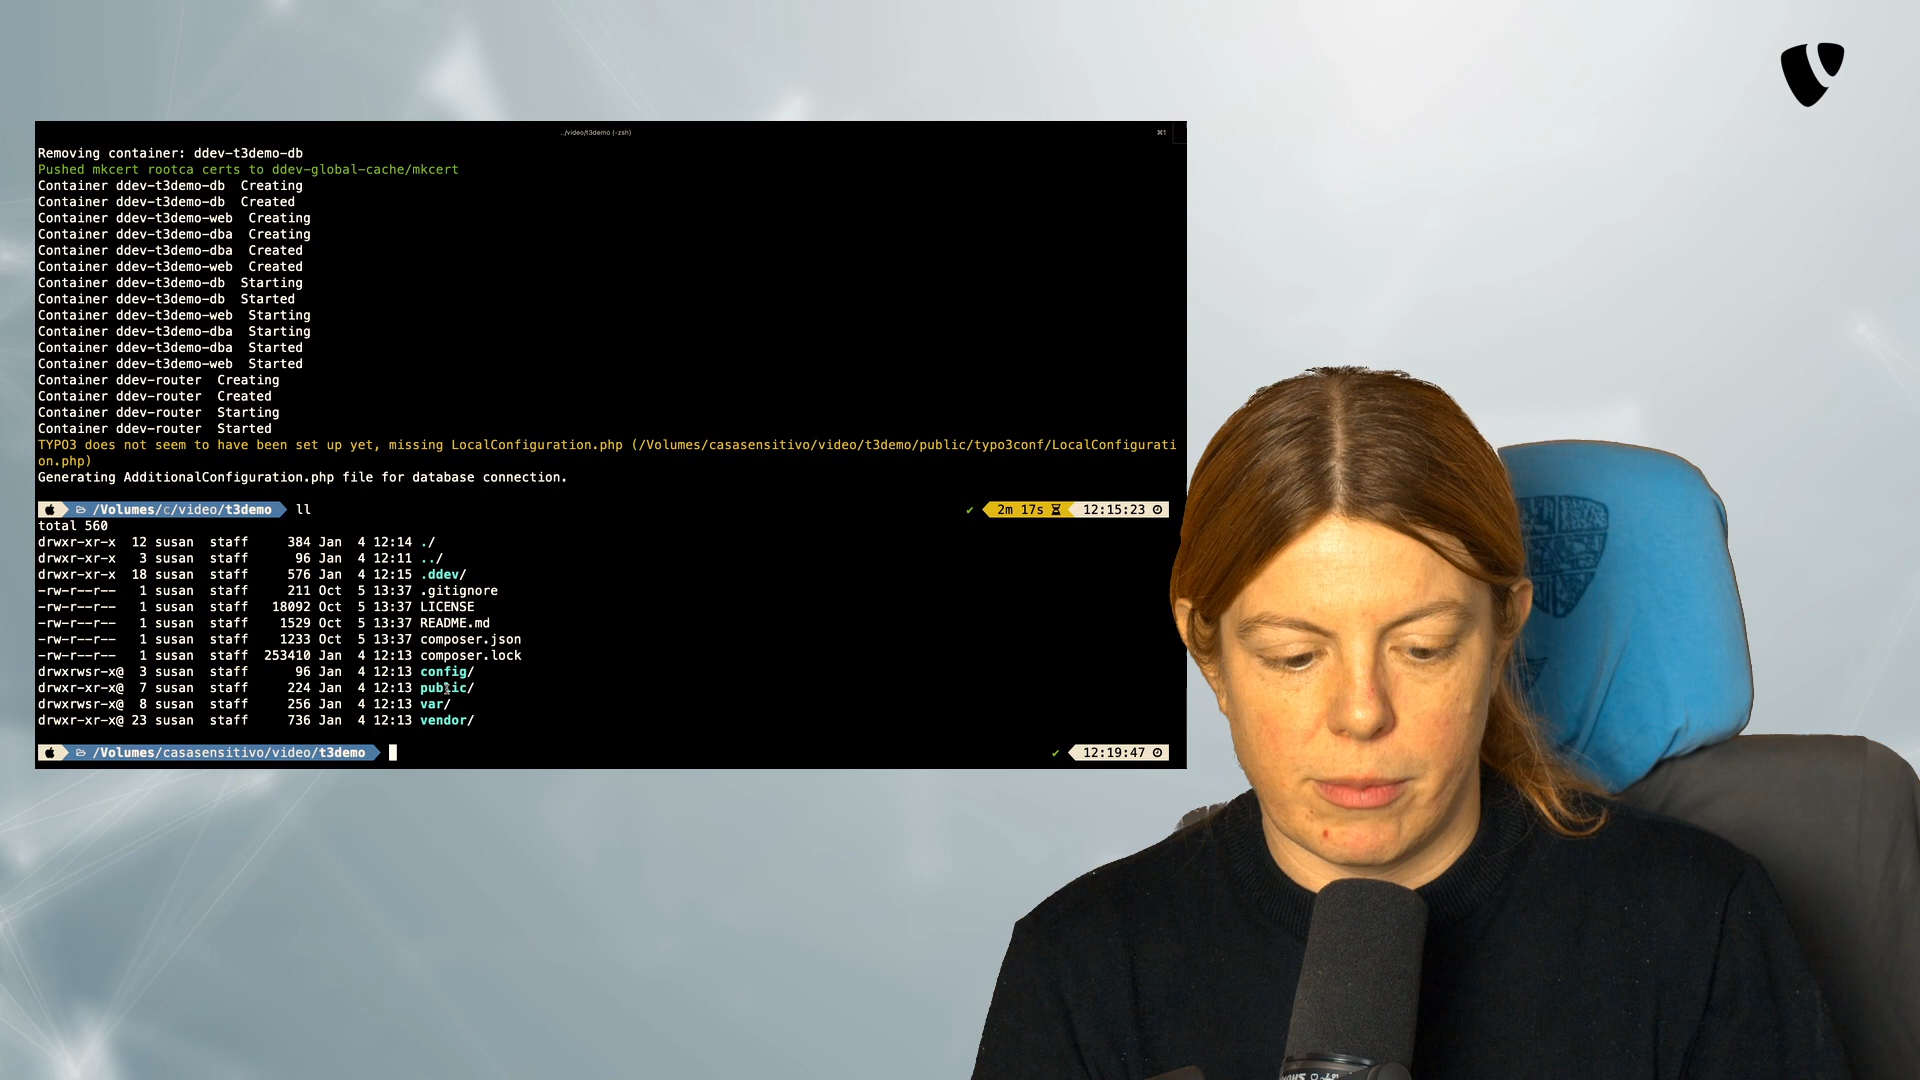 ../video/t3demo (-zsh)
⌘1
Removing container: ddev-t3demo-db
Pushed mkcert rootca certs to ddev-global-cache/mkcert
Container ddev-t3demo-db  Creating
Container ddev-t3demo-db  Created
Container ddev-t3demo-web  Creating
Container ddev-t3demo-dba  Creating
Container ddev-t3demo-dba  Created
Container ddev-t3demo-web  Created
Container ddev-t3demo-db  Starting
Container ddev-t3demo-db  Started
Container ddev-t3demo-web  Starting
Container ddev-t3demo-dba  Starting
Container ddev-t3demo-dba  Started
Container ddev-t3demo-web  Started
Container ddev-router  Creating
Container ddev-router  Created
Container ddev-router  Starting
Container ddev-router  Started
TYPO3 does not seem to have been set up yet, missing LocalConfiguration.php (/Volumes/casasensitivo/video/t3demo/public/typo3conf/LocalConfigurati
on.php)
Generating AdditionalConfiguration.php file for database connection.
/Volumes/c/video/t3demo ll ✔ 2m 17s 12:15:23
total 560
drwxr-xr-x  12 susan  staff     384 Jan  4 12:14 ./
drwxr-xr-x   3 susan  staff      96 Jan  4 12:11 ../
drwxr-xr-x  18 susan  staff     576 Jan  4 12:15 .ddev/
-rw-r--r--   1 susan  staff     211 Oct  5 13:37 .gitignore
-rw-r--r--   1 susan  staff   18092 Oct  5 13:37 LICENSE
-rw-r--r--   1 susan  staff    1529 Oct  5 13:37 README.md
-rw-r--r--   1 susan  staff    1233 Oct  5 13:37 composer.json
-rw-r--r--   1 susan  staff  253410 Jan  4 12:13 composer.lock
drwxrwsr-x@  3 susan  staff      96 Jan  4 12:13 config/
drwxr-xr-x@  7 susan  staff     224 Jan  4 12:13 public/
drwxrwsr-x@  8 susan  staff     256 Jan  4 12:13 var/
drwxr-xr-x@ 23 susan  staff     736 Jan  4 12:13 vendor/
/Volumes/casasensitivo/video/t3demo ✔ 12:19:47